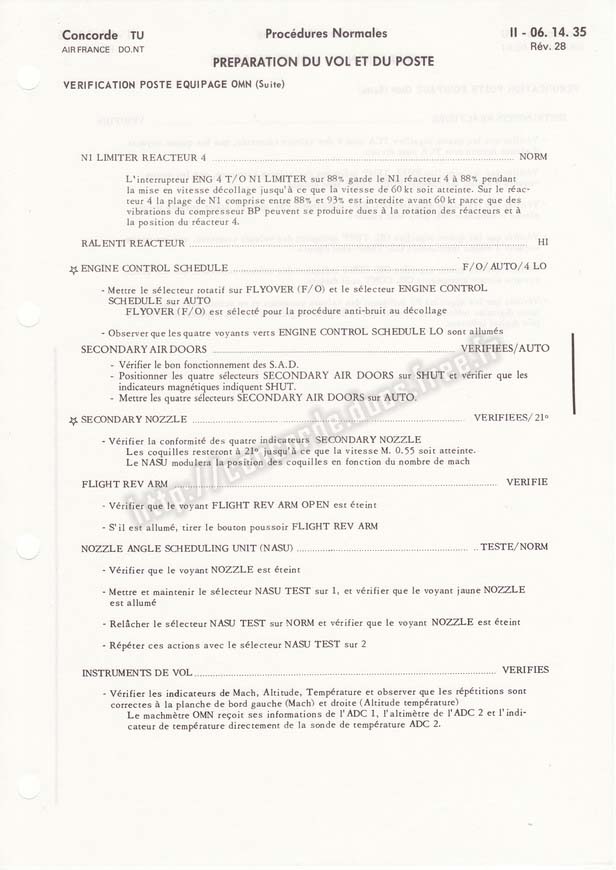 Concorde TU
AIR FRANCE DO.NT
Procédures Normales
II - 06. 14. 35
Rév. 28
PREPARATION DU VOL ET DU POSTE
VERIFICATION POSTE EQUIPAGE OMN (Suite)
N1 LIMITER REACTEUR 4 ... NORM
L'interrupteur ENG 4 T/O N1 LIMITER sur 88% garde le N1 réacteur 4 à 88% pendant
la mise en vitesse décollage jusqu'à ce que la vitesse de 60 kt soit atteinte. Sur le réac-
teur 4 la plage de N1 comprise entre 88% et 93% est interdite avant 60 kt parce que des
vibrations du compresseur BP peuvent se produire dues à la rotation des réacteurs et à
la position du réacteur 4.
RALENTI REACTEUR ... HI
☆ ENGINE CONTROL SCHEDULE ... F/O/AUTO/4 LO
- Mettre le sélecteur rotatif sur FLYOVER (F/O) et le sélecteur ENGINE CONTROL
SCHEDULE sur AUTO
FLYOVER (F/O) est sélecté pour la procédure anti-bruit au décollage
- Observer que les quatre voyants verts ENGINE CONTROL SCHEDULE LO sont allumés
SECONDARY AIR DOORS ... VERIFIEES/AUTO
- Vérifier le bon fonctionnement des S.A.D.
- Positionner les quatre sélecteurs SECONDARY AIR DOORS sur SHUT et vérifier que les
indicateurs magnétiques indiquent SHUT.
- Mettre les quatre sélecteurs SECONDARY AIR DOORS sur AUTO.
☆ SECONDARY NOZZLE ... VERIFIEES/21°
- Vérifier la conformité des quatre indicateurs SECONDARY NOZZLE
Les coquilles resteront à 21° jusqu'à ce que la vitesse M. 0.55 soit atteinte.
Le NASU modulera la position des coquilles en fonction du nombre de mach
FLIGHT REV ARM ... VERIFIE
- Vérifier que le voyant FLIGHT REV ARM OPEN est éteint
- S'il est allumé, tirer le bouton poussoir FLIGHT REV ARM
NOZZLE ANGLE SCHEDULING UNIT (NASU) ... TESTE/NORM
- Vérifier que le voyant NOZZLE est éteint
- Mettre et maintenir le sélecteur NASU TEST sur 1, et vérifier que le voyant jaune NOZZLE
est allumé
- Relâcher le sélecteur NASU TEST sur NORM et vérifier que le voyant NOZZLE est éteint
- Répéter ces actions avec le sélecteur NASU TEST sur 2
INSTRUMENTS DE VOL ... VERIFIES
- Vérifier les indicateurs de Mach, Altitude, Température et observer que les répétitions sont
correctes à la planche de bord gauche (Mach) et droite (Altitude température)
Le machmètre OMN reçoit ses informations de l'ADC 1, l'altimètre de l'ADC 2 et l'indi-
cateur de température directement de la sonde de température ADC 2.